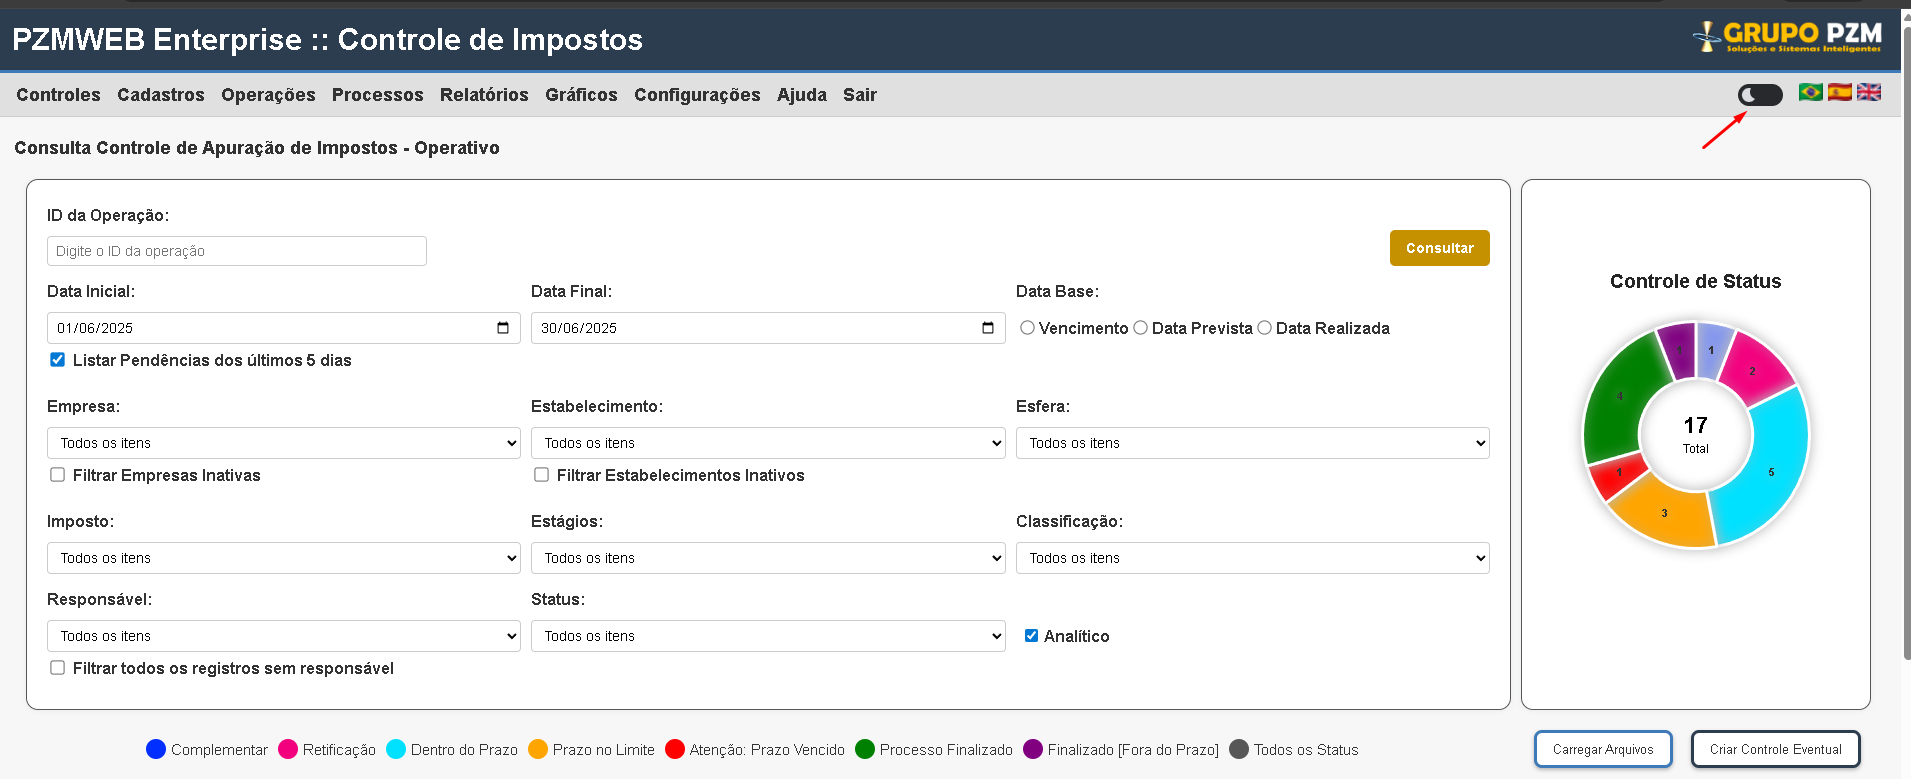 PZMWEB Enterprise :: Controle de Impostos
GRUPO PZM
Soluções e Sistemas Inteligentes
Controles Cadastros Operações Processos Relatórios Gráficos Configurações Ajuda Sair
Consulta Controle de Apuração de Impostos - Operativo
ID da Operação:
Digite o ID da operação
Consultar
Data Inicial: Data Final: Data Base:
01/06/2025 30/06/2025 Vencimento Data Prevista Data Realizada
Listar Pendências dos últimos 5 dias
Empresa: Estabelecimento: Esfera:
Todos os itens Todos os itens Todos os itens
Filtrar Empresas Inativas Filtrar Estabelecimentos Inativos
Imposto: Estágios: Classificação:
Todos os itens Todos os itens Todos os itens
Responsável: Status:
Todos os itens Todos os itens Analítico
Filtrar todos os registros sem responsável
Controle de Status
1 1
2
4
17
Total
1 5
3
Complementar Retificação Dentro do Prazo Prazo no Limite Atenção: Prazo Vencido Processo Finalizado Finalizado [Fora do Prazo] Todos os Status
Carregar Arquivos Criar Controle Eventual